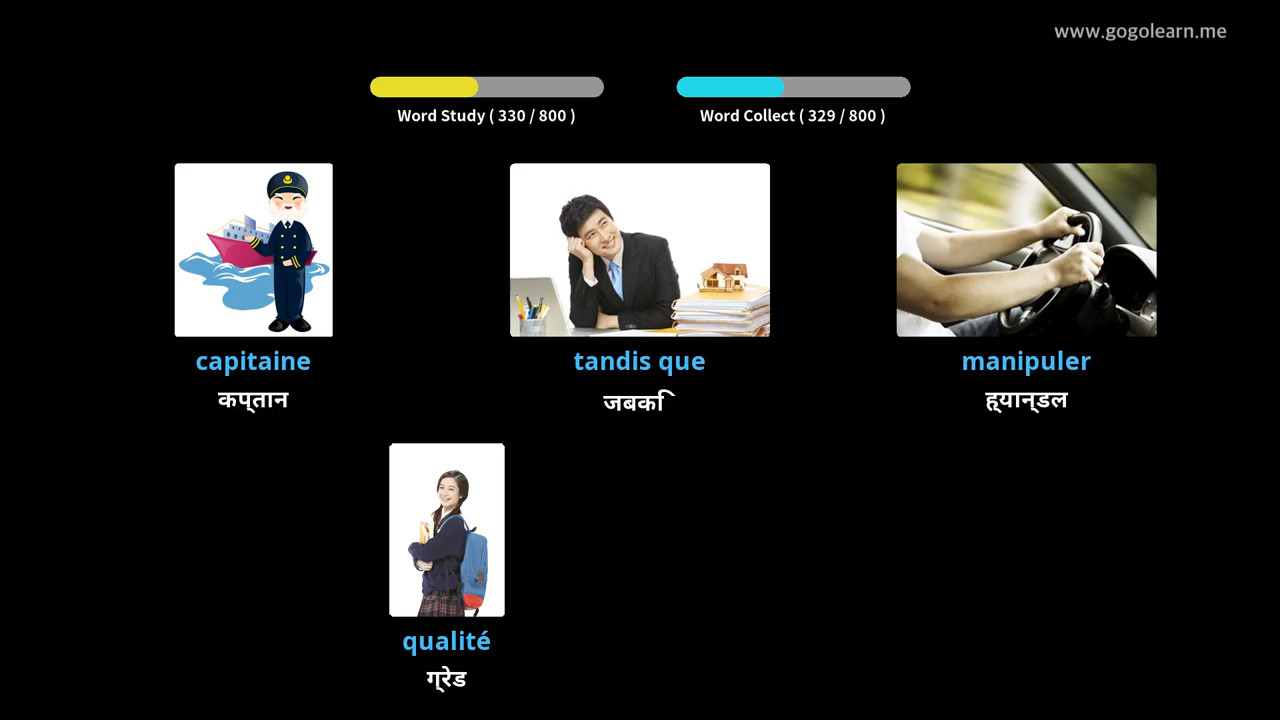 www.gogolearn.me
Word Study ( 330 / 800 )
Word Collect ( 329 / 800 )
capitaine
कप्तान
tandis que
जबकि
manipuler
ह्यान्डल
qualité
ग्रेड